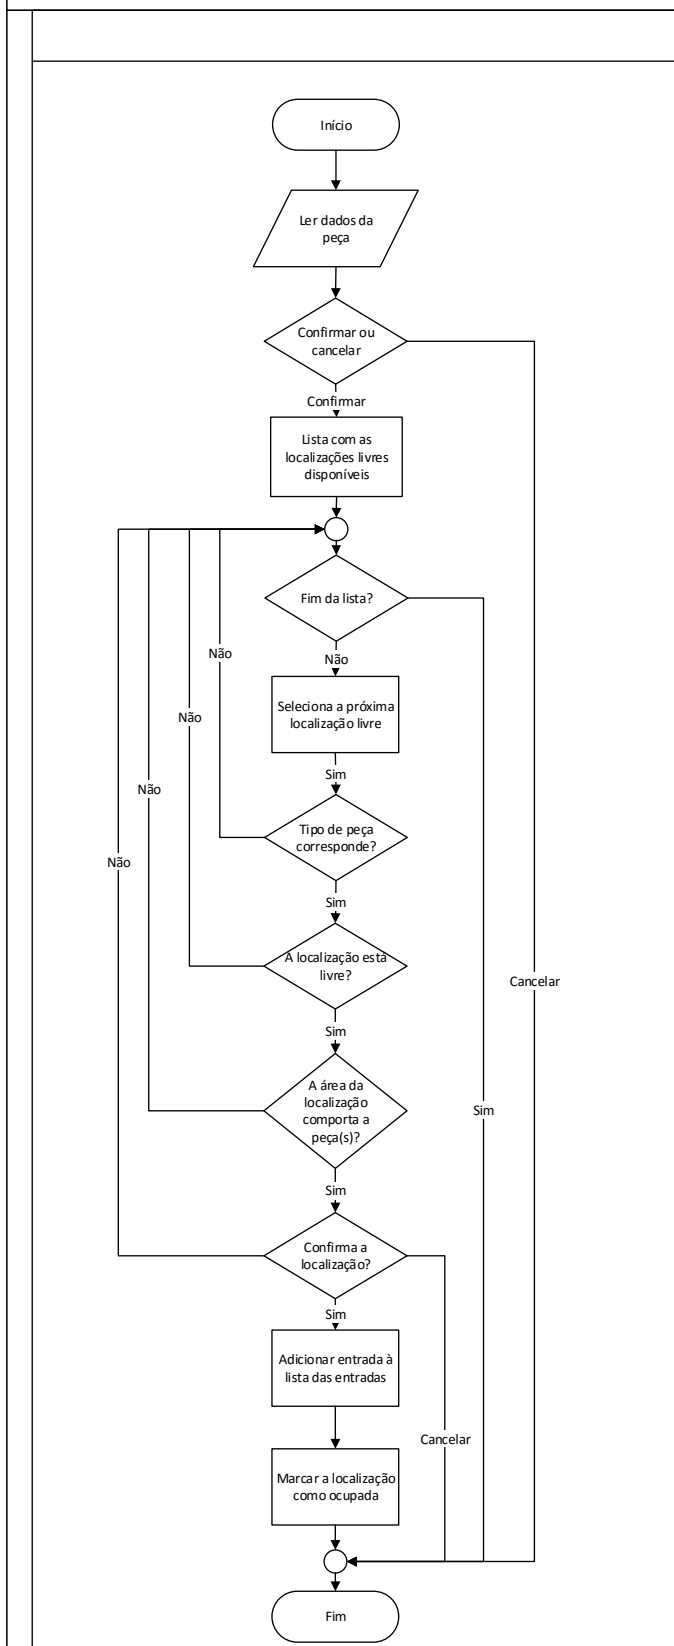 Início
Ler dados da
peça
Confirmar ou
cancelar
Confirmar
Lista com as
localizações livres
disponíveis
Fim da lista?
Não
Não
Seleciona a próxima
localização livre
Não
Sim
Não
Tipo de peça
corresponde?
Não
Sim
A localização está
livre?
Cancelar
Sim
A área da
localização
comporta a
peça(s)?
Sim
Sim
Confirma a
localização?
Sim
Adicionar entrada à
lista das entradas
Cancelar
Marcar a localização
como ocupada
Fim